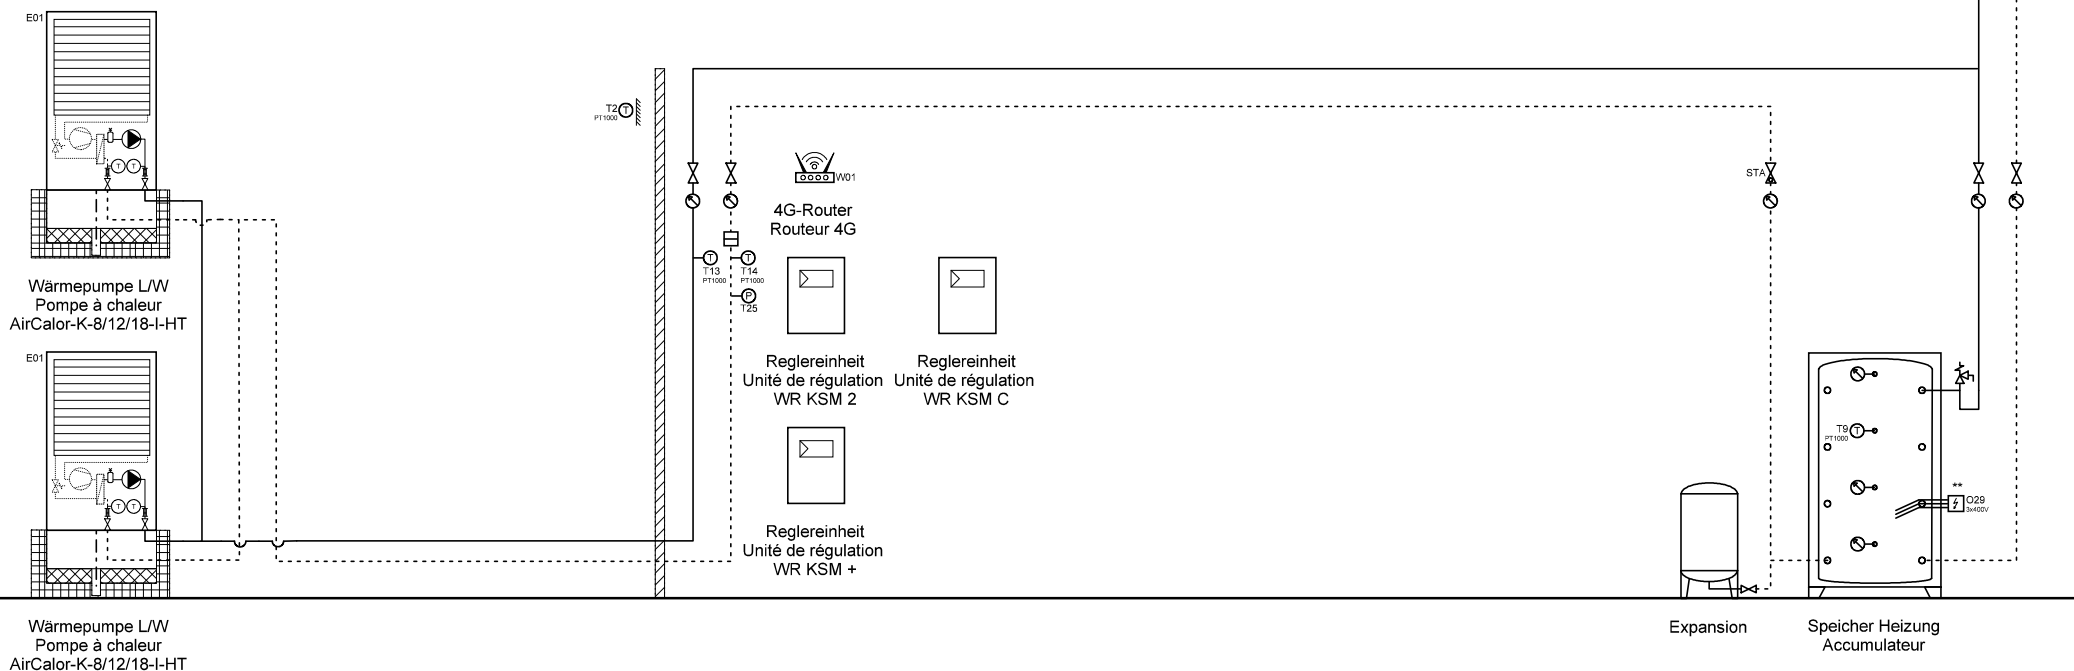 E01
Wärmepumpe L/W
Pompe à chaleur
AirCalor-K-8/12/18-I-HT
E01
Wärmepumpe L/W
Pompe à chaleur
AirCalor-K-8/12/18-I-HT
T2
T
PT1000
W01
4G-Router
Routeur 4G
T
T13
PT1000
T
T14
PT1000
P
T25
Reglereinheit
Unité de régulation
WR KSM 2
Reglereinheit
Unité de régulation
WR KSM C
Reglereinheit
Unité de régulation
WR KSM +
STA
T9
T
PT1000
**
O29
3x400V
Expansion
Speicher Heizung
Accumulateur
T T
T T